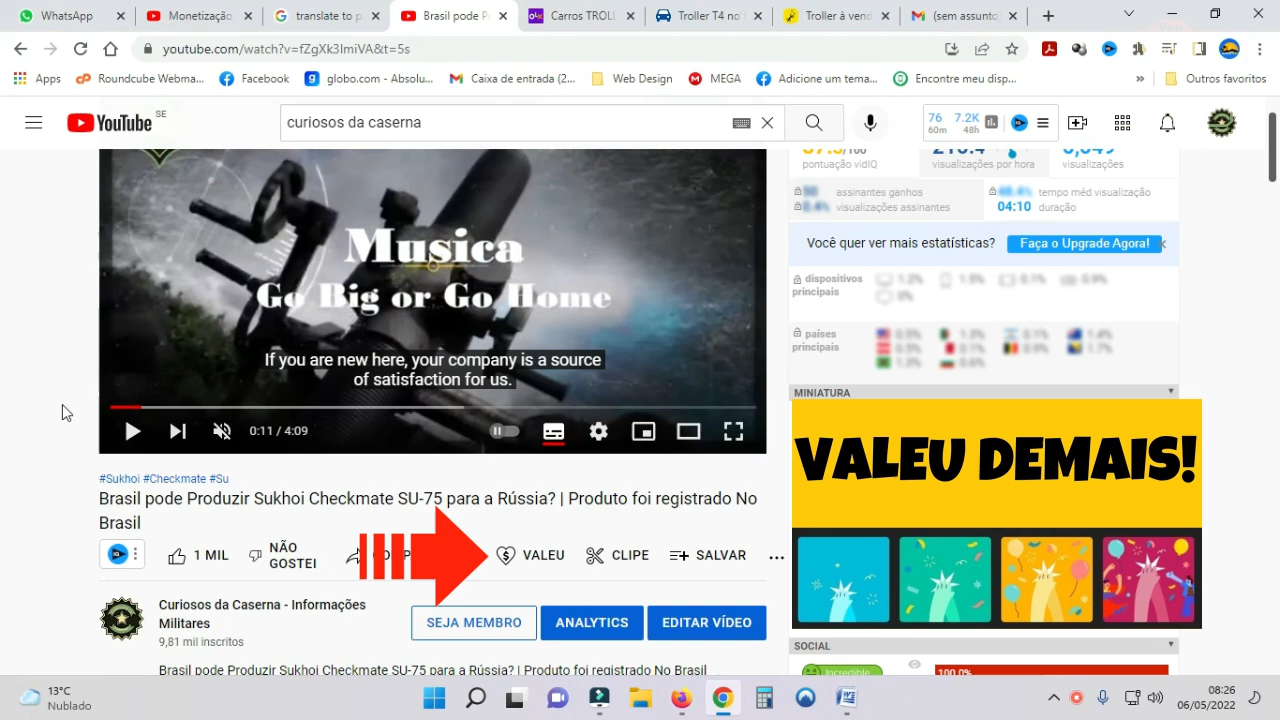 WhatsApp
Monetização
translate to p
Brasil pode P
Carros TROLL
Troller T4 no
Troller à vend
(sem assunto)
youtube.com/watch?v=fZgXk3ImiVA&t=5s
Apps
Roundcube Webma...
Facebook
globo.com - Absolu...
Caixa de entrada (2...
Web Design
MEGA
Adicione um tema...
Encontre meu disp...
»
Outros favoritos
YouTube SE
curiosos da caserna
76 7.2K
60m 48h
/100
pontuação vidIQ
visualizações por hora
visualizações
assinantes ganhos
visualizações assinantes
tempo méd visualização
04:10 duração
Você quer ver mais estatísticas?
Faça o Upgrade Agora!
dispositivos
principais
países
principais
MINIATURA
Musica
Go Big or Go Home
If you are new here, your company is a source
of satisfaction for us.
0:11 / 4:09
VALEU DEMAIS!
#Sukhoi #Checkmate #Su
Brasil pode Produzir Sukhoi Checkmate SU-75 para a Rússia? | Produto foi registrado No
Brasil
1 MIL
NÃO
GOSTEI
VALEU
CLIPE
SALVAR
Curiosos da Caserna - Informações
Militares
9,81 mil inscritos
SEJA MEMBRO
ANALYTICS
EDITAR VÍDEO
Brasil pode Produzir Sukhoi Checkmate SU-75 para a Rússia? | Produto foi registrado No Brasil
SOCIAL
Incredible
100.0%
13°C
Nublado
08:26
06/05/2022